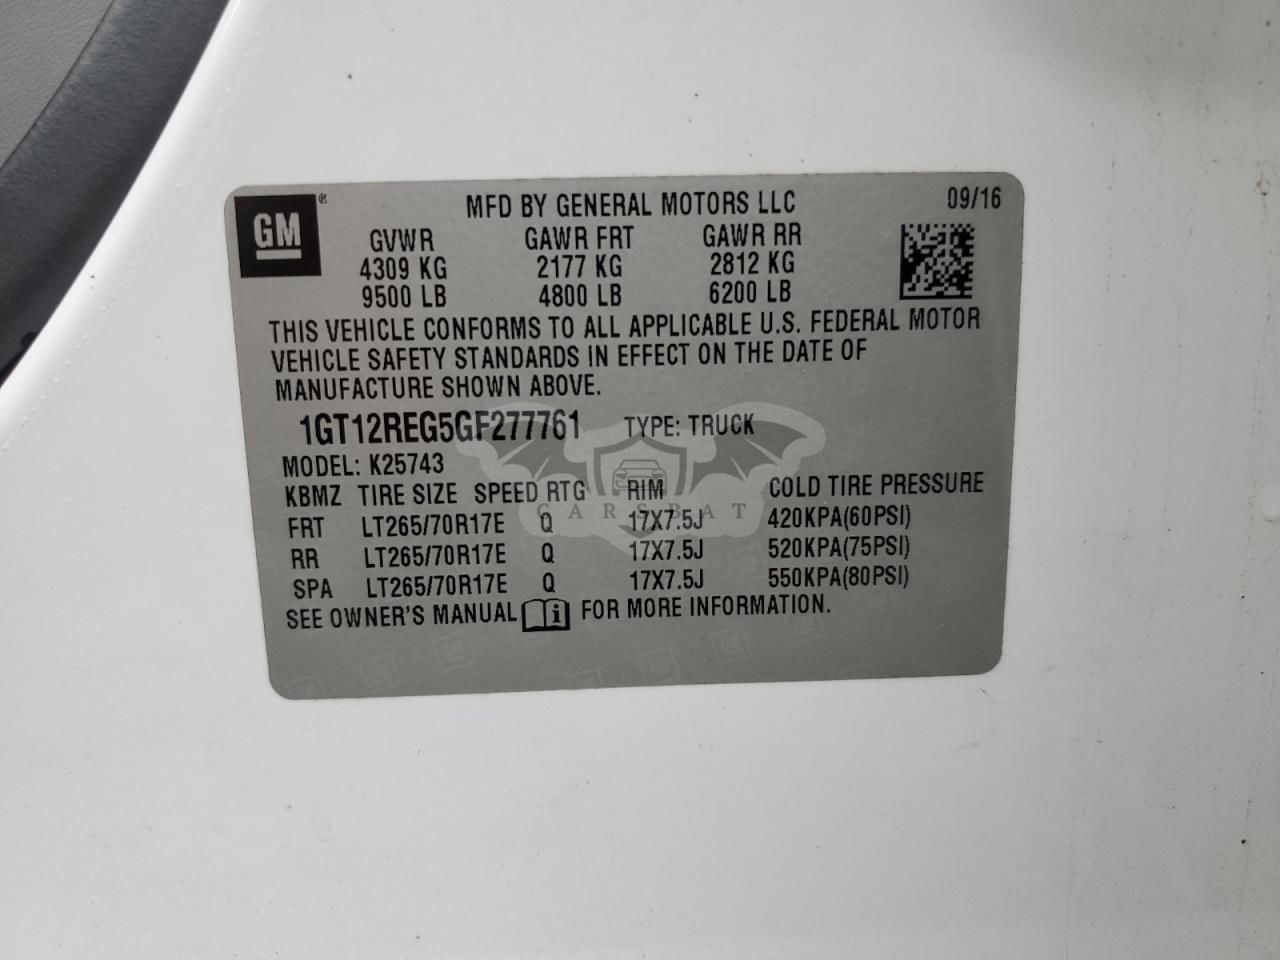 GM ®
MFD BY GENERAL MOTORS LLC 09/16
GVWR GAWR FRT GAWR RR
4309 KG 2177 KG 2812 KG
9500 LB 4800 LB 6200 LB
THIS VEHICLE CONFORMS TO ALL APPLICABLE U.S. FEDERAL MOTOR
VEHICLE SAFETY STANDARDS IN EFFECT ON THE DATE OF
MANUFACTURE SHOWN ABOVE.
1GT12REG5GF277761 TYPE: TRUCK
MODEL: K25743
KBMZ TIRE SIZE SPEED RTG RIM COLD TIRE PRESSURE
FRT LT265/70R17E Q 17X7.5J 420KPA(60PSI)
CARSBAT
RR LT265/70R17E Q 17X7.5J 520KPA(75PSI)
SPA LT265/70R17E Q 17X7.5J 550KPA(80PSI)
SEE OWNER'S MANUAL i FOR MORE INFORMATION.